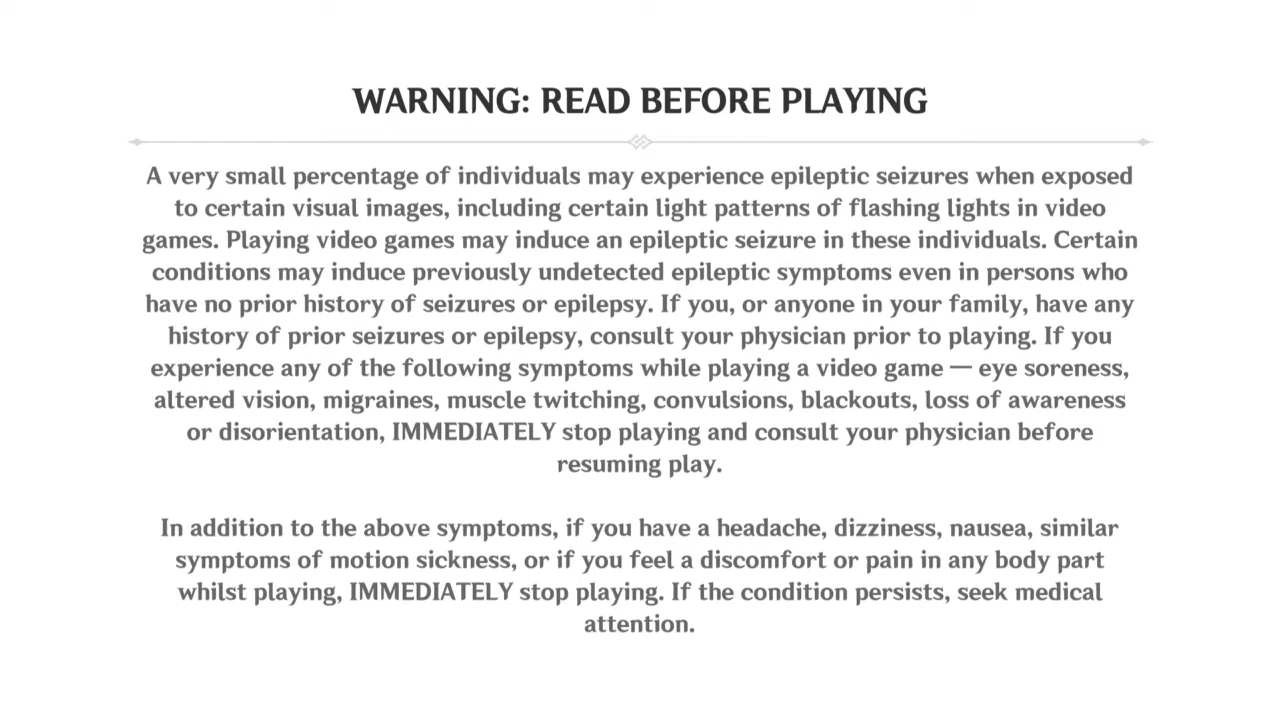 WARNING: READ BEFORE PLAYING
A very small percentage of individuals may experience epileptic seizures when exposed
to certain visual images, including certain light patterns of flashing lights in video
games. Playing video games may induce an epileptic seizure in these individuals. Certain
conditions may induce previously undetected epileptic symptoms even in persons who
have no prior history of seizures or epilepsy. If you, or anyone in your family, have any
history of prior seizures or epilepsy, consult your physician prior to playing. If you
experience any of the following symptoms while playing a video game — eye soreness,
altered vision, migraines, muscle twitching, convulsions, blackouts, loss of awareness
or disorientation, IMMEDIATELY stop playing and consult your physician before
resuming play.
In addition to the above symptoms, if you have a headache, dizziness, nausea, similar
symptoms of motion sickness, or if you feel a discomfort or pain in any body part
whilst playing, IMMEDIATELY stop playing. If the condition persists, seek medical
attention.